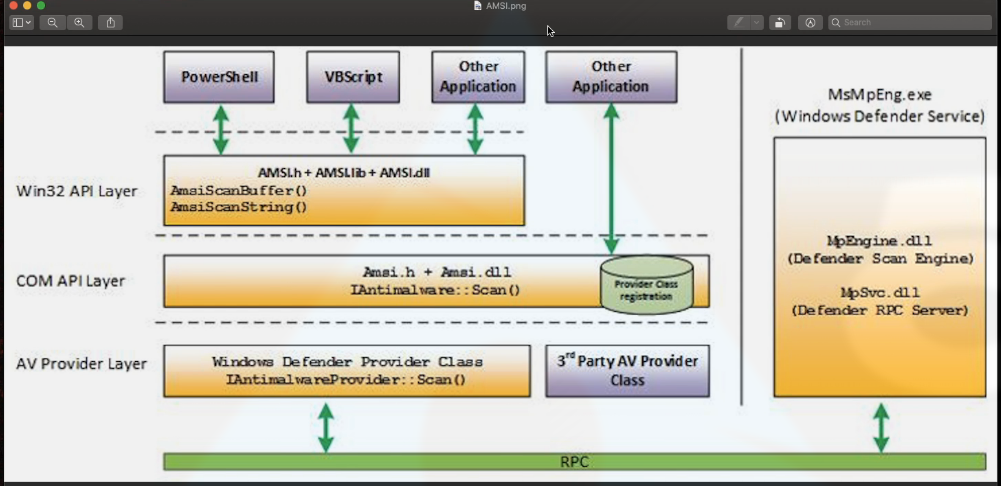 AMSI.png
Search
PowerShell
VBScript
Other
Application
Other
Application
MsMpEng.exe
(Windows Defender Service)
Win32 API Layer
AMSI.h + AMSI.lib + AMSI.dll
AmsiScanBuffer()
AmsiScanString()
COM API Layer
Amsi.h + Amsi.dll
IAntimalware::Scan()
Provider Class
registration
MpEngine.dll
(Defender Scan Engine)
MpSvc.dll
(Defender RPC Server)
AV Provider Layer
Windows Defender Provider Class
IAntimalwareProvider::Scan()
3rd Party AV Provider
Class
RPC